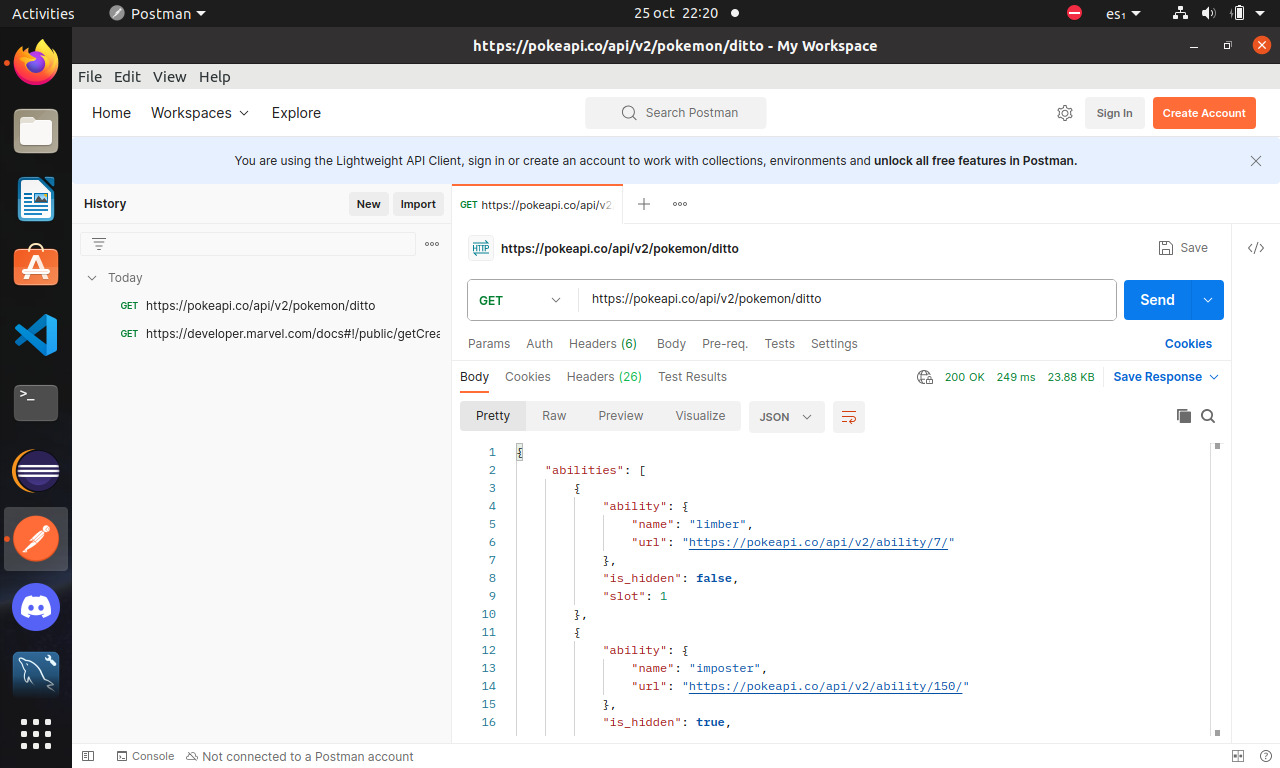 Activities Postman 25 oct 22:20 es₁
https://pokeapi.co/api/v2/pokemon/ditto - My Workspace
File Edit View Help
Home Workspaces Explore Search Postman Sign In Create Account
You are using the Lightweight API Client, sign in or create an account to work with collections, environments and unlock all free features in Postman.
History New Import
Today
GET https://pokeapi.co/api/v2/pokemon/ditto
GET https://developer.marvel.com/docs#!/public/getCrea
GET https://pokeapi.co/api/v2
HTTP https://pokeapi.co/api/v2/pokemon/ditto Save
GET https://pokeapi.co/api/v2/pokemon/ditto Send
Params Auth Headers (6) Body Pre-req. Tests Settings Cookies
Body Cookies Headers (26) Test Results 200 OK 249 ms 23.88 KB Save Response
Pretty Raw Preview Visualize JSON
1 {
2 "abilities": [
3 {
4 "ability": {
5 "name": "limber",
6 "url": "https://pokeapi.co/api/v2/ability/7/"
7 },
8 "is_hidden": false,
9 "slot": 1
10 },
11 {
12 "ability": {
13 "name": "imposter",
14 "url": "https://pokeapi.co/api/v2/ability/150/"
15 },
16 "is_hidden": true,
Console Not connected to a Postman account